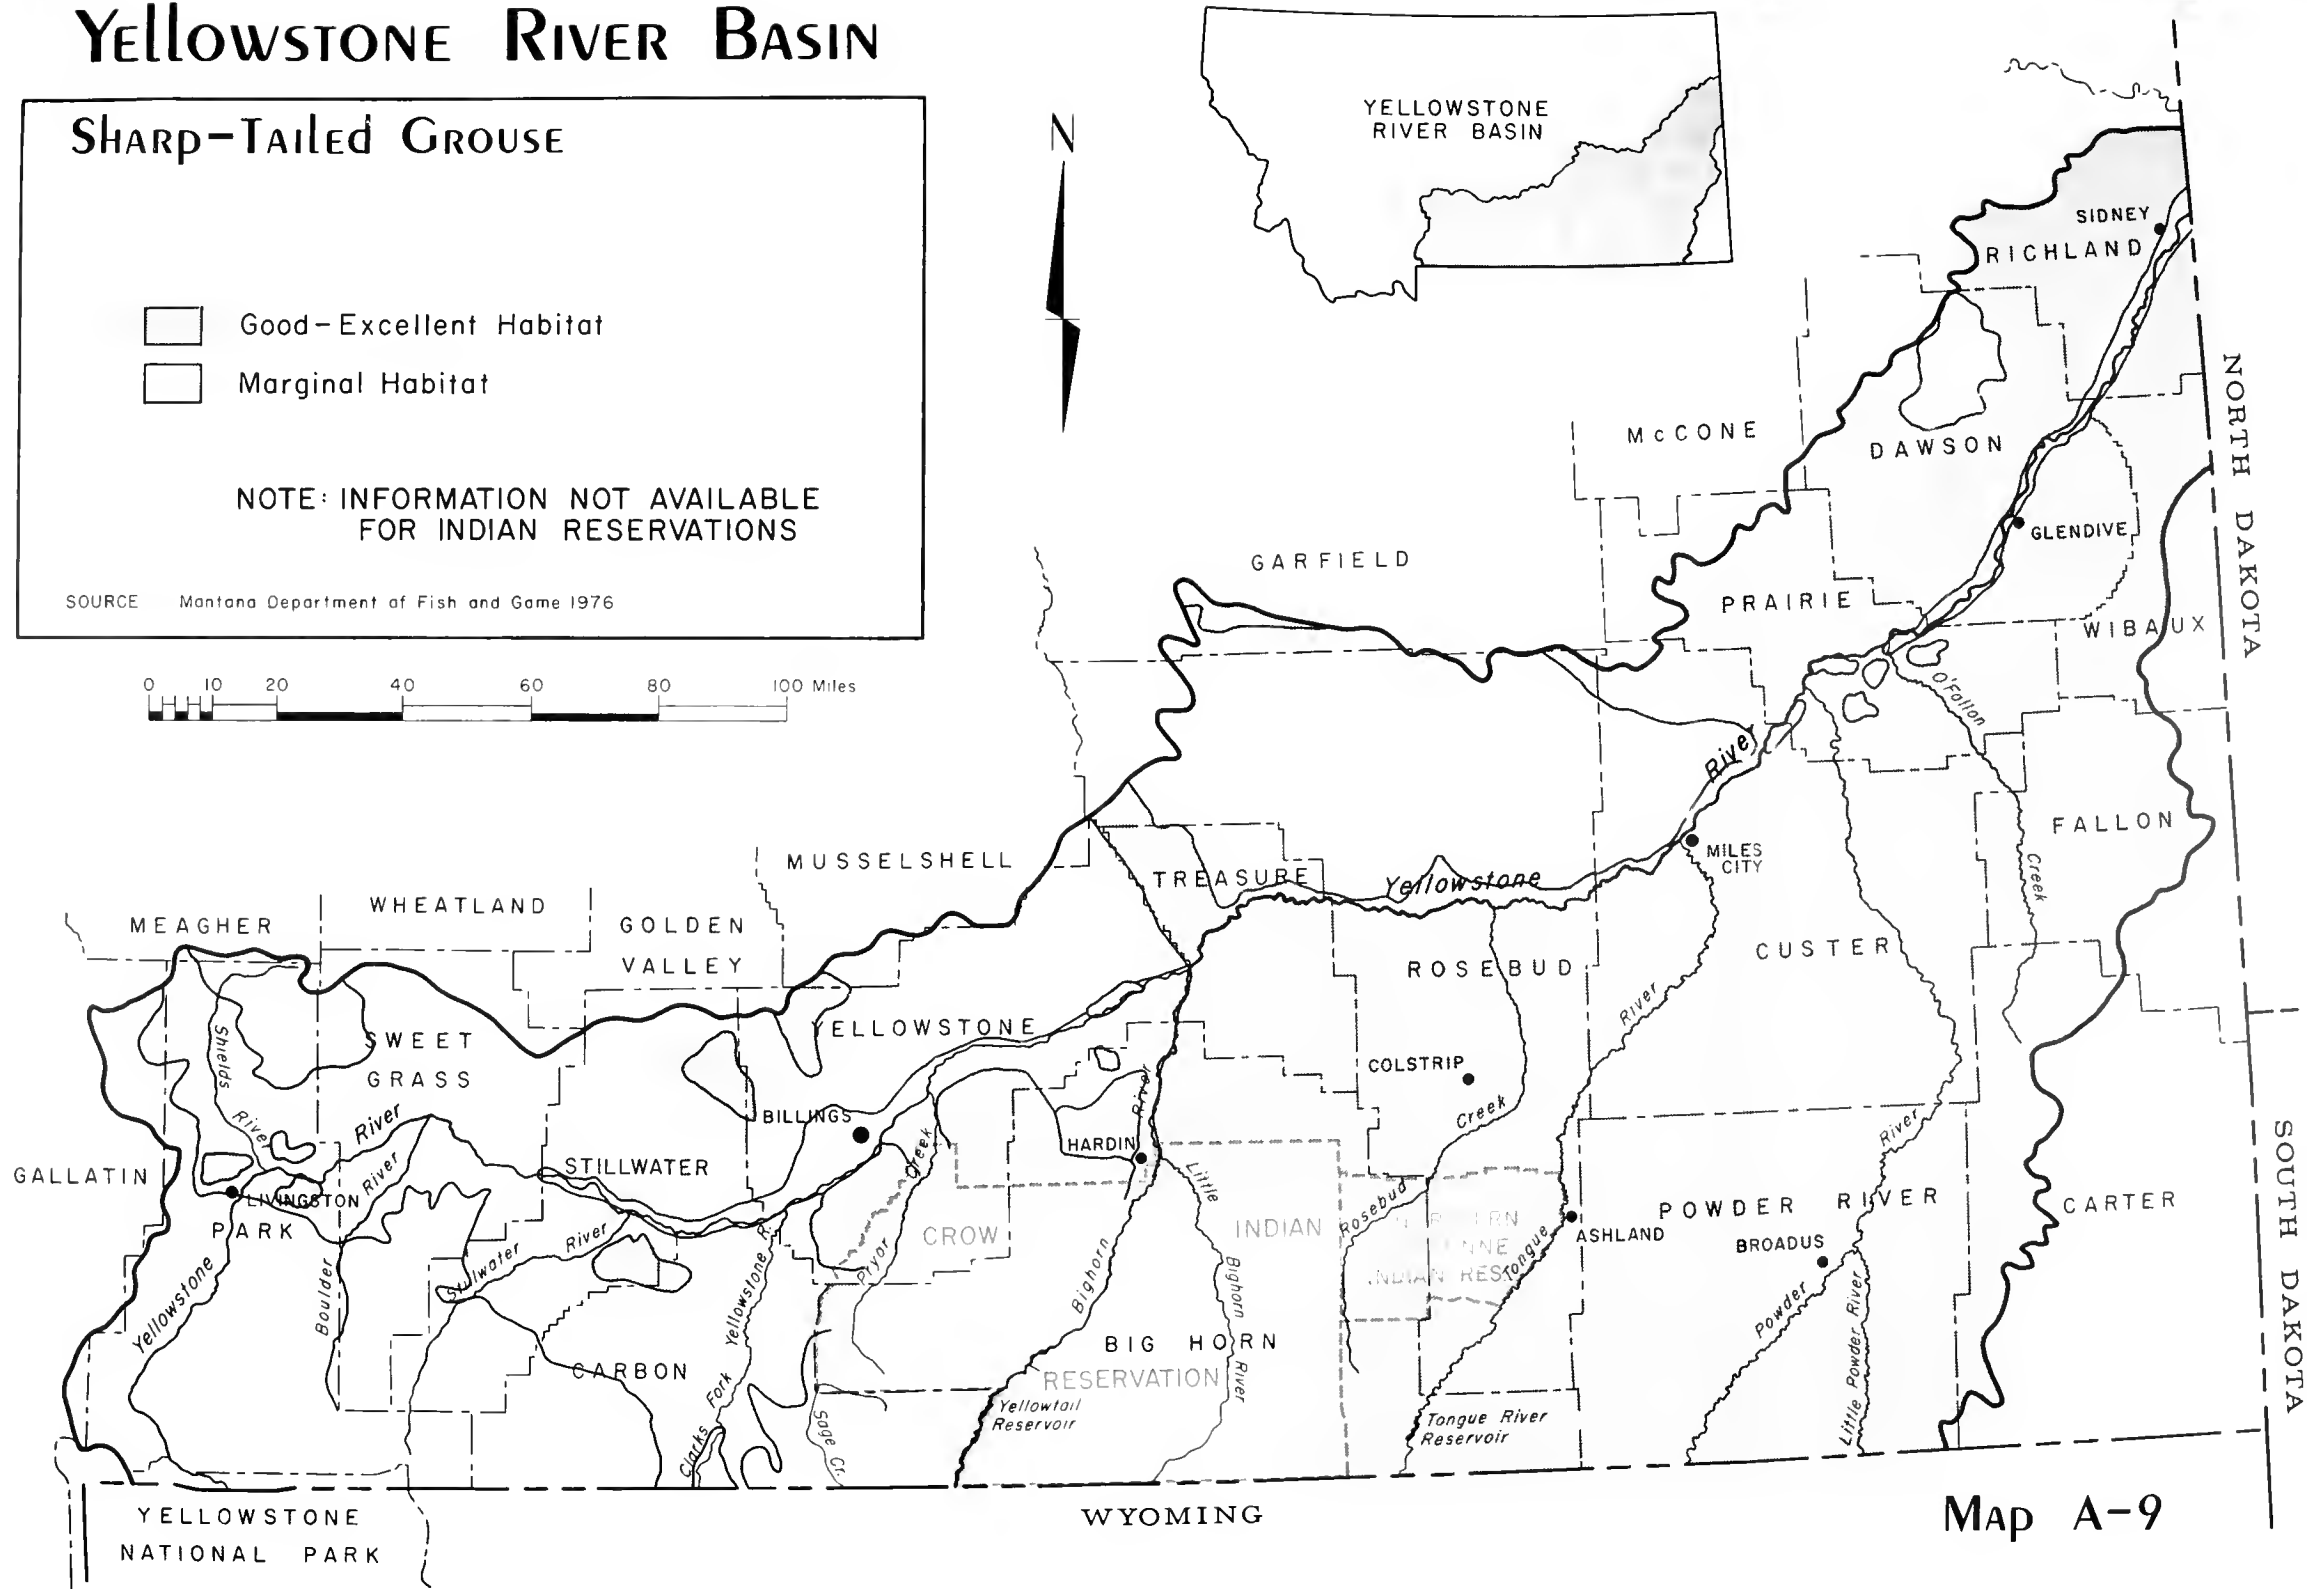 YEllOWSTONE RIVER BASIN
SHARP-TAILEd GROUSE
Good-Excellent Habitat
Marginal Habitat
NOTE: INFORMATION NOT AVAILABLE
FOR INDIAN RESERVATIONS
SOURCE Montana Department of Fish and Game 1976
0 10 20 40 60 80 100 Miles
N
YELLOWSTONE
RIVER BASIN
SIDNEY
RICHLAND
McCONE
DAWSON
NORTH DAKOTA
GLENDIVE
GARFIELD
PRAIRIE
WIBAUX
O'Fallon
Creek
FALLON
MILES
CITY
Yellowstone
MUSSELSHELL
TREASURE
MEAGHER
WHEATLAND
GOLDEN
VALLEY
CUSTER
ROSEBUD
River
SWEET
GRASS
YELLOWSTONE
Shields
River
River
COLSTRIP
Creek
Rosebud
BILLINGS
HARDIN
River
Bighorn
GALLATIN
LIVINGSTON
PARK
River
STILLWATER
Stillwater
River
Boulder
Yellowstone
Pryor
Creek
CROW
INDIAN
RESERVATION
Little
Bighorn
River
INDIAN RES.
Tongue
ASHLAND
POWDER RIVER
River
BROADUS
Powder
Little Powder River
CARTER
SOUTH DAKOTA
CARBON
Clarks Fork Yellowstone R.
Sage Cr.
BIG HORN
Yellowtail
Reservoir
Tongue River
Reservoir
YELLOWSTONE
NATIONAL PARK
WYOMING
MAP A-9